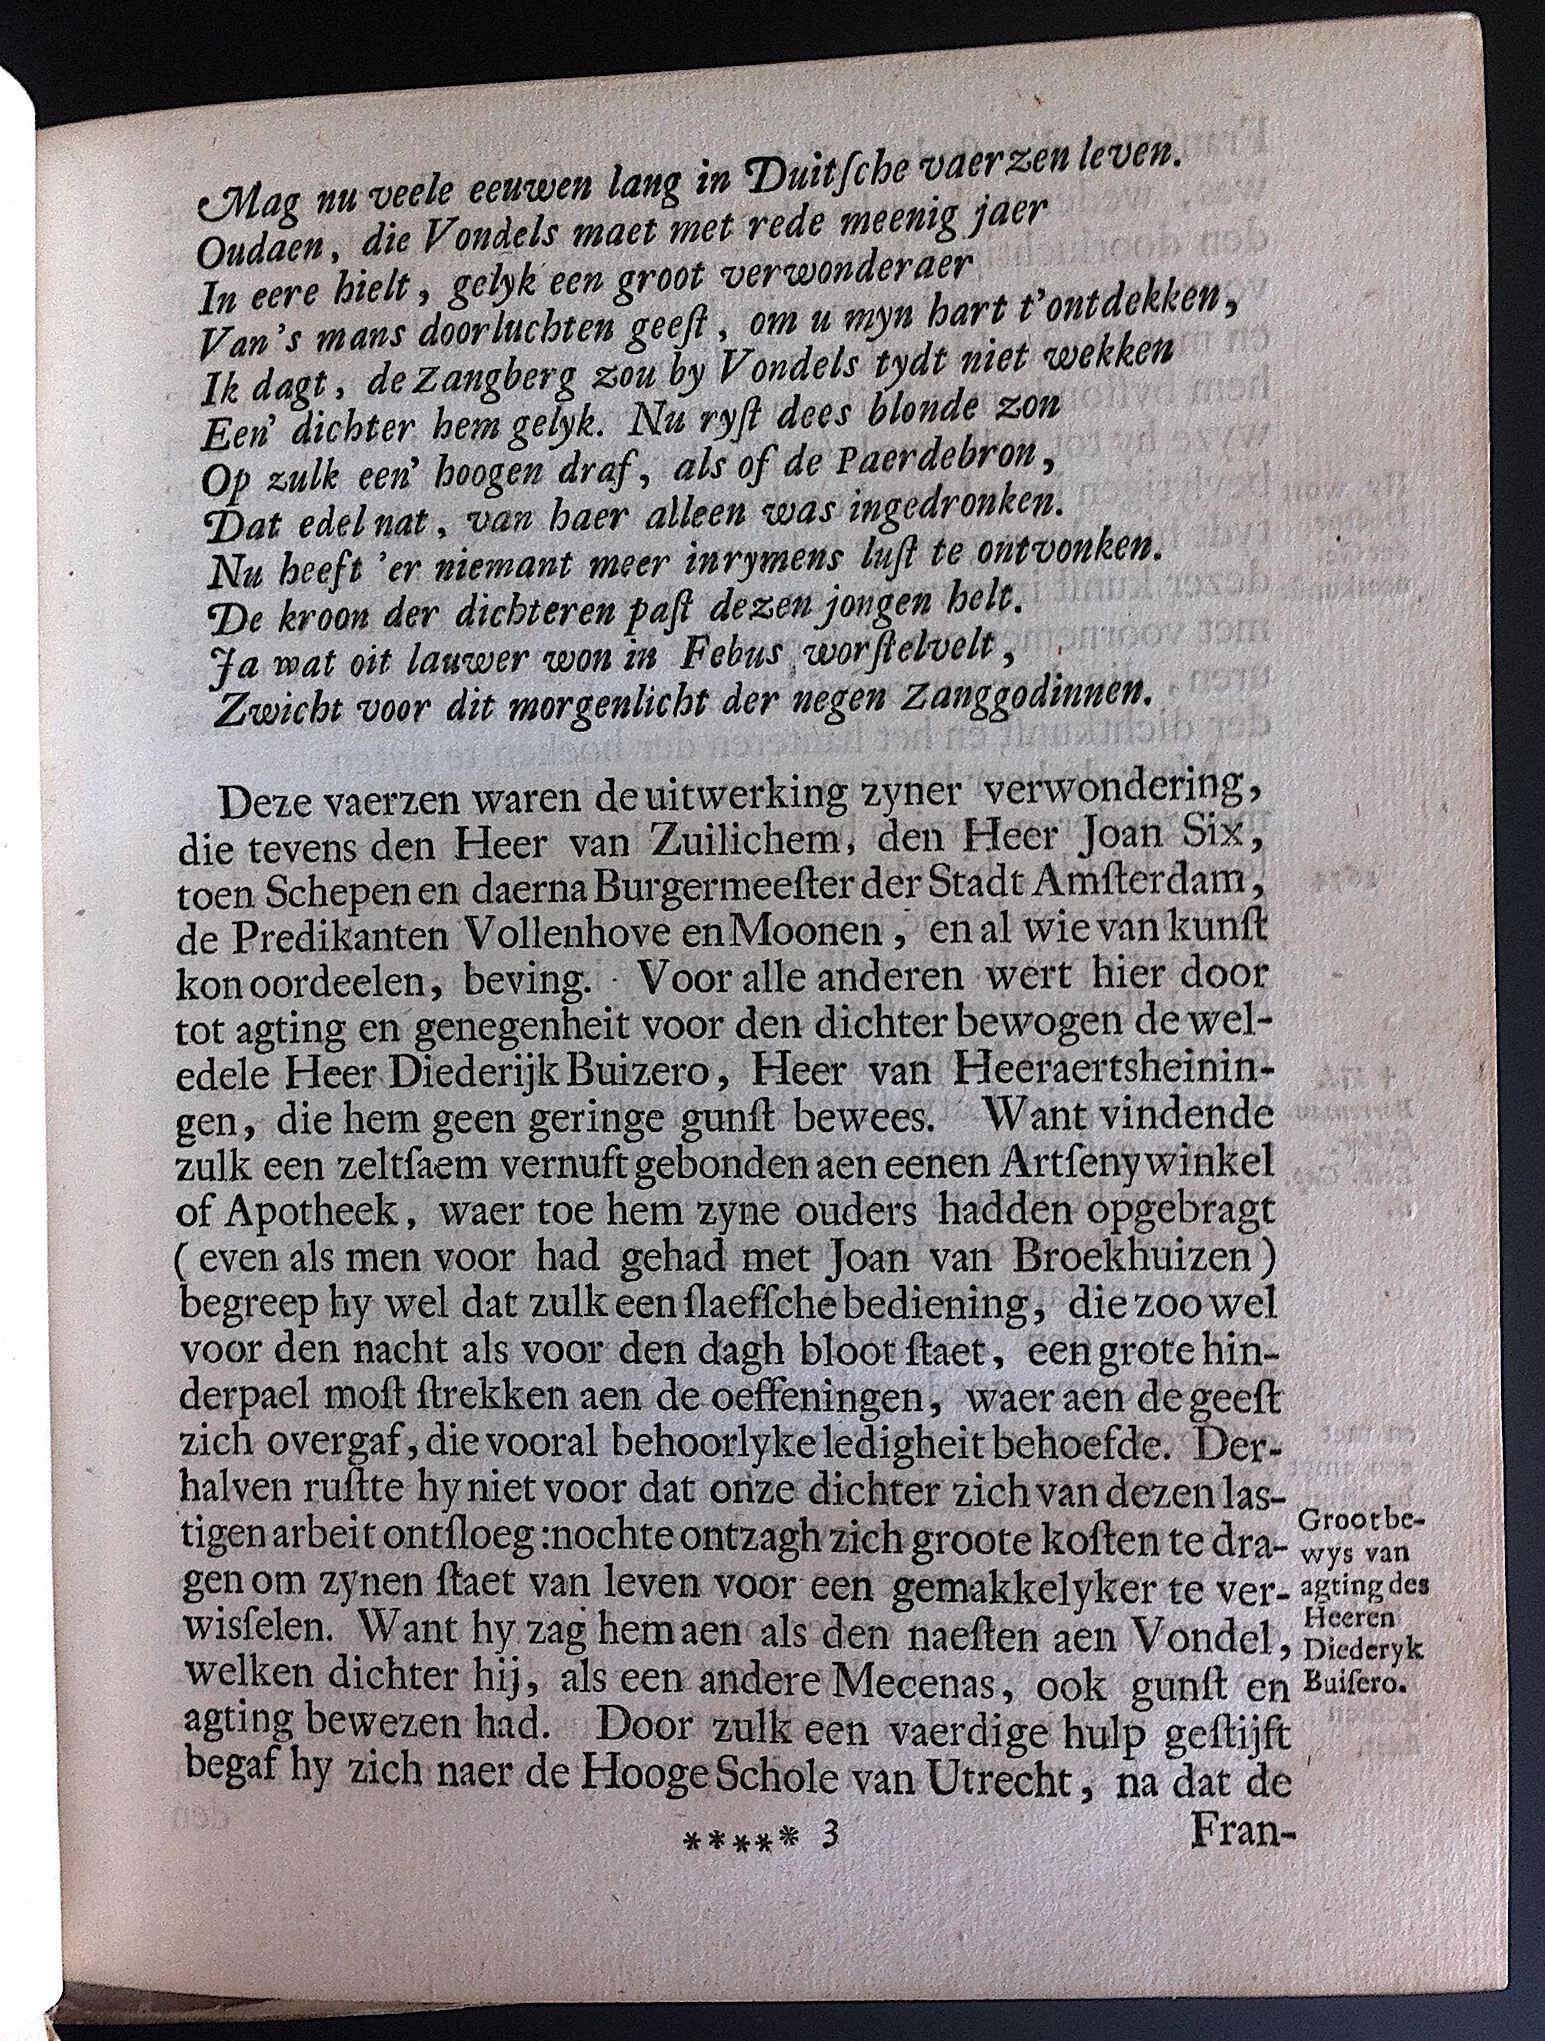 Mag nu veele eeuwen lang in Duitſche vaerzen leven.
Oudaen, die Vondels maet met rede meenig jaer
In eere hielt, gelyk een groot verwonderaer
Van's mans doorluchten geeſt, om u myn hart t'ontdekken,
Ik dagt, de Zangberg zou by Vondels tydt niet wekken
Een' dichter hem gelyk. Nu ryſt dees blonde zon
Op zulk een' hoogen draf, als of de Paerdebron,
Dat edel nat, van haer alleen was ingedronken.
Nu heeft 'er niemant meer in rymens luſt te ontvonken.
De kroon der dichteren paſt dezen jongen helt.
Ja wat oit lauwer won in Febus worſtelvelt,
Zwicht voor dit morgenlicht der negen Zanggodinnen.
Deze vaerzen waren de uitwerking zyner verwondering,
die tevens den Heer van Zuilichem, den Heer Joan Six,
toen Schepen en daerna Burgermeeſter der Stadt Amſterdam,
de Predikanten Vollenhove en Moonen, en al wie van kunſt
kon oordeelen, beving. Voor alle anderen wert hier door
tot agting en genegenheit voor den dichter bewogen de wel-
edele Heer Diederijk Buizero, Heer van Heeraertsheinin-
gen, die hem geen geringe gunſt bewees. Want vindende
zulk een zeltſaem vernuft gebonden aen eenen Artſenywinkel
of Apotheek, waer toe hem zyne ouders hadden opgebragt
(even als men voor had gehad met Joan van Broekhuizen)
begreep hy wel dat zulk een ſlaefſche bediening, die zoo wel
voor den nacht als voor den dagh bloot ſtaet, een grote hin-
derpael moſt ſtrekken aen de oeffeningen, waer aen de geeſt
zich overgaf, die vooral behoorlyke ledigheit behoefde. Der-
halven ruſtte hy niet voor dat onze dichter zich van dezen las-
tigen arbeit ontſloeg: nochte ontzagh zich groote koſten te dra-
gen om zynen ſtaet van leven voor een gemakkelyker te ver-
wisſelen. Want hy zag hem aen als den naeſten aen Vondel,
welken dichter hij, als een andere Mecenas, ook gunſt en
agting bewezen had. Door zulk een vaerdige hulp geſtijft
begaf hy zich naer de Hooge Schole van Utrecht, na dat de
Groot be-
wys van
agting des
Heeren
Diederyk
Buiſero.
***** 3
Fran-